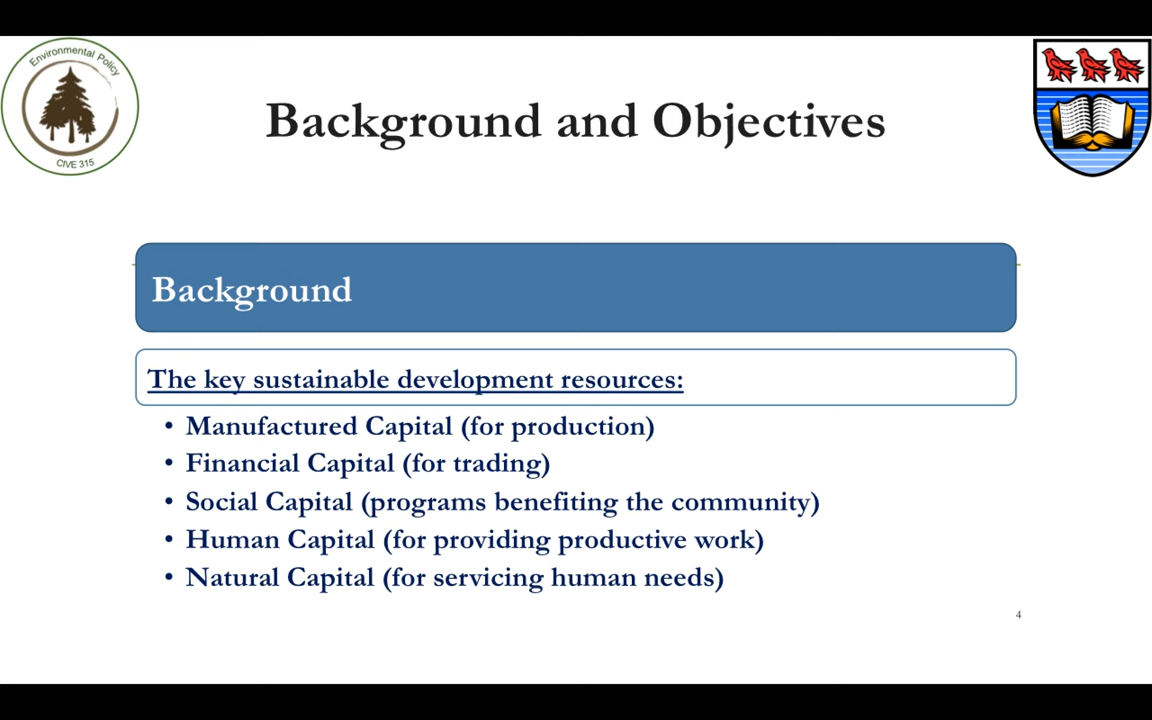 Environmental Policy
CIVE 315
Background and Objectives
Background
The key sustainable development resources:
• Manufactured Capital (for production)
• Financial Capital (for trading)
• Social Capital (programs benefiting the community)
• Human Capital (for providing productive work)
• Natural Capital (for servicing human needs)
4